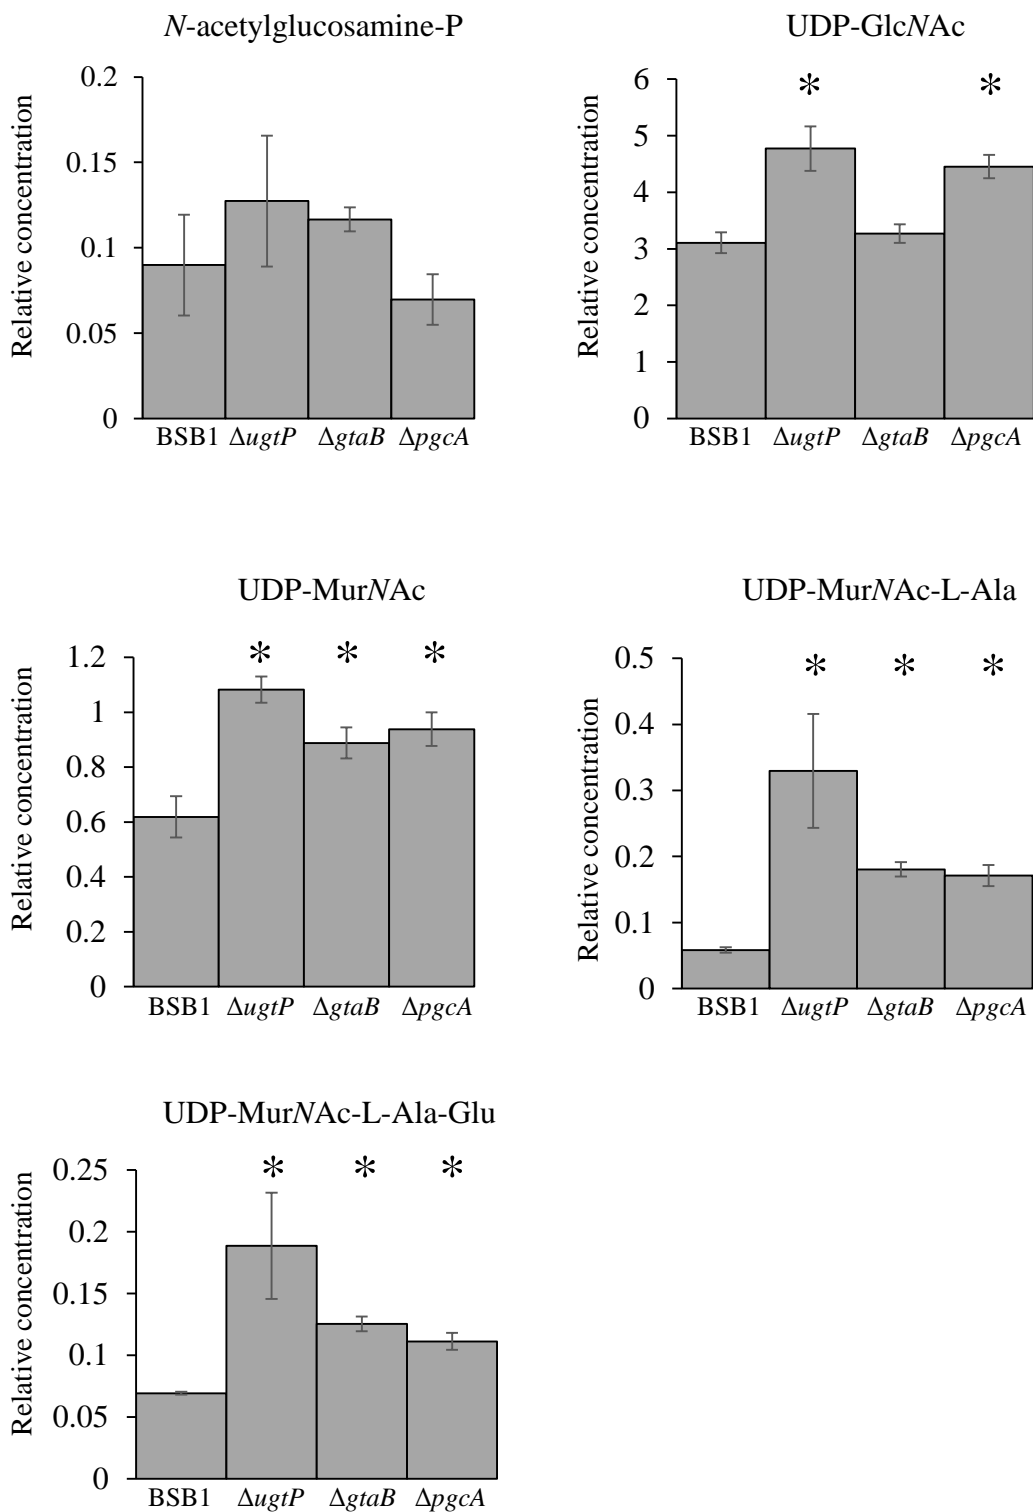 N-acetylglucosamine-P
Relative concentration
0.2
0.15
0.1
0.05
0
BSB1 ΔugtP ΔgtaB ΔpgcA
UDP-GlcNAc
Relative concentration
6
5
4
3
2
1
0
* *
BSB1 ΔugtP ΔgtaB ΔpgcA
UDP-MurNAc
Relative concentration
1.2
1
0.8
0.6
0.4
0.2
0
* * *
BSB1 ΔugtP ΔgtaB ΔpgcA
UDP-MurNAc-L-Ala
Relative concentration
0.5
0.4
0.3
0.2
0.1
0
* * *
BSB1 ΔugtP ΔgtaB ΔpgcA
UDP-MurNAc-L-Ala-Glu
Relative concentration
0.25
0.2
0.15
0.1
0.05
0
* * *
BSB1 ΔugtP ΔgtaB ΔpgcA